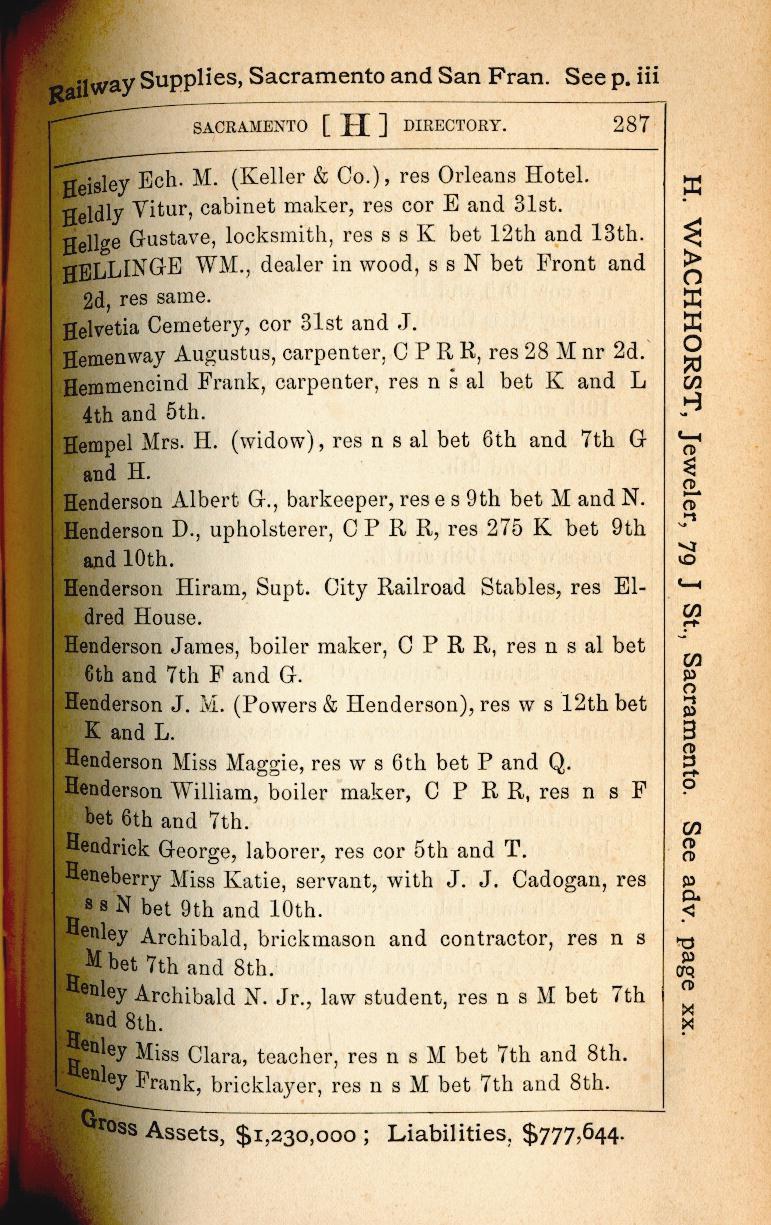 Railway Supplies, Sacramento and San Fran. See p. iii
SACRAMENTO [ H ] DIRECTORY. 287
Heisley Ech. M. (Keller & Co.), res Orleans Hotel.
Heldly Vitur, cabinet maker, res cor E and 31st.
Hellge Gustave, locksmith, res s s K bet 12th and 13th.
HELLINGE WM., dealer in wood, s s N bet Front and
2d, res same.
Helvetia Cemetery, cor 31st and J.
Hemenway Augustus, carpenter, C P R R, res 28 M nr 2d.
Hemmencind Frank, carpenter, res n s al bet K and L
4th and 5th.
Hempel Mrs. H. (widow), res n s al bet 6th and 7th G
and H.
Henderson Albert G., barkeeper, res e s 9th bet M and N.
Henderson D., upholsterer, C P R R, res 275 K bet 9th
and 10th.
Henderson Hiram, Supt. City Railroad Stables, res El-
dred House.
Henderson James, boiler maker, C P R R, res n s al bet
6th and 7th F and G.
Henderson J. M. (Powers & Henderson), res w s 12th bet
K and L.
Henderson Miss Maggie, res w s 6th bet P and Q.
Henderson William, boiler maker, C P R R, res n s F
bet 6th and 7th.
Hendrick George, laborer, res cor 5th and T.
Heneberry Miss Katie, servant, with J. J. Cadogan, res
s s N bet 9th and 10th.
Henley Archibald, brickmason and contractor, res n s
M bet 7th and 8th.
Henley Archibald N. Jr., law student, res n s M bet 7th
and 8th.
Henley Miss Clara, teacher, res n s M bet 7th and 8th.
Henley Frank, bricklayer, res n s M bet 7th and 8th.
Gross Assets, $1,230,000; Liabilities, $777,644.
H. WACHHORST, Jeweler, 79 J St., Sacramento. See adv. page xx.